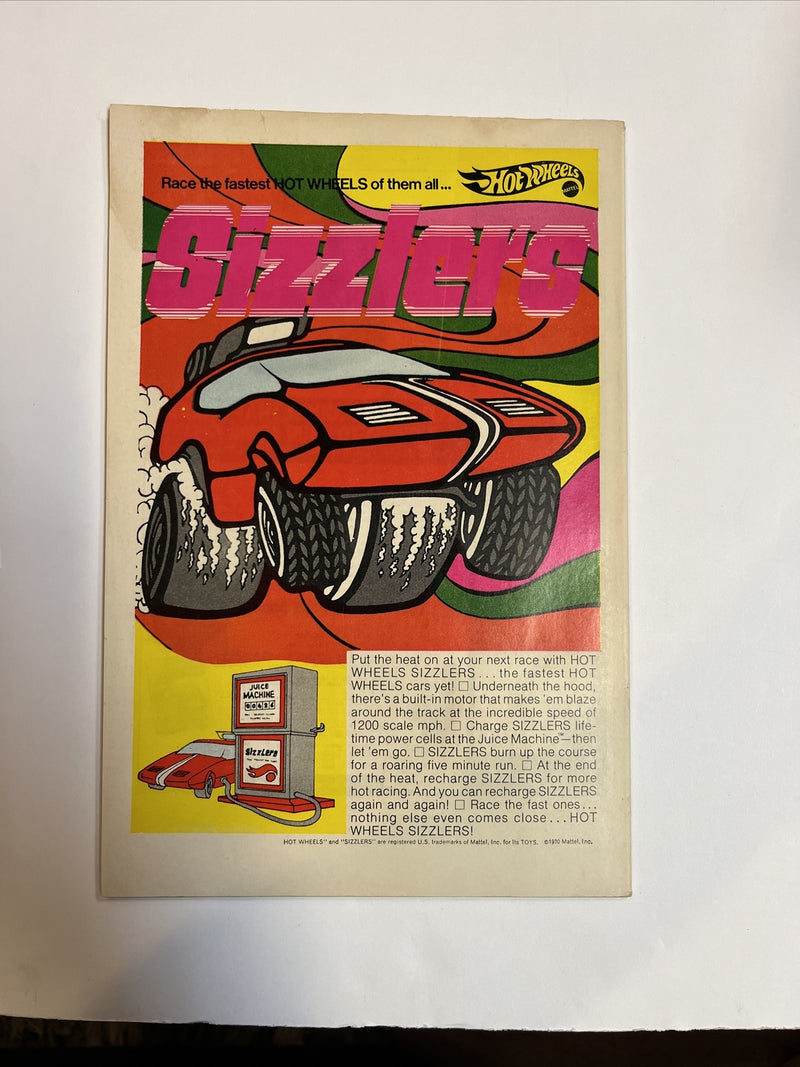 Race the fastest HOT WHEELS of them all...
Hot Wheels
MATTEL
Sizzlers
Put the heat on at your next race with HOT
WHEELS SIZZLERS...the fastest HOT
WHEELS cars yet! □ Underneath the hood,
there's a built-in motor that makes 'em blaze
around the track at the incredible speed of
1200 scale mph. □ Charge SIZZLERS life-
time power cells at the Juice Machine™—then
let 'em go. □ SIZZLERS burn up the course
for a roaring five minute run. □ At the end
of the heat, recharge SIZZLERS for more
hot racing. And you can recharge SIZZLERS
again and again! □ Race the fast ones...
nothing else even comes close...HOT
WHEELS SIZZLERS!
JUICE
MACHINE
Sizzlers
HOT WHEELS" and "SIZZLERS" are registered U.S. trademarks of Mattel, Inc. for its TOYS. ©1970 Mattel, Inc.